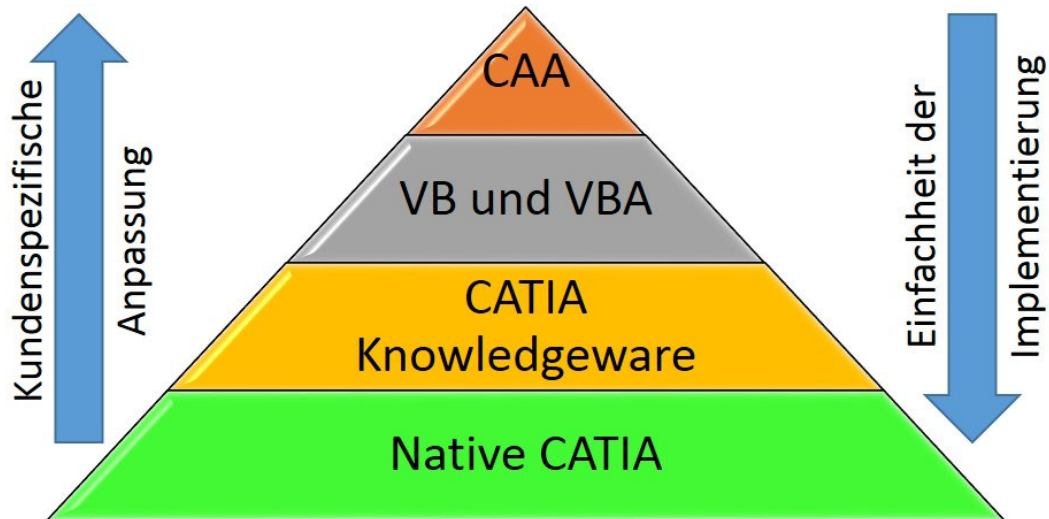 Kundenspezifische
Anpassung
CAA
VB und VBA
CATIA
Knowledgeware
Native CATIA
Einfachheit der
Implementierung